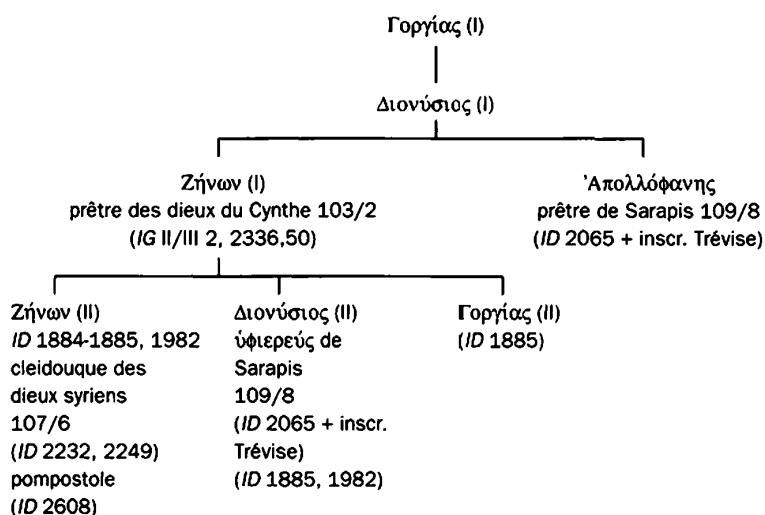 Γοργίας (I)
Διονύσιος (I)
Ζήνων (I)
prêtre des dieux du Cynthe 103/2
(IG II/III 2, 2336,50)
Ἀπολλόφανης
prêtre de Sarapis 109/8
(ID 2065 + inscr. Trévise)
Ζήνων (II)
ID 1884-1885, 1982
cleidouque des
dieux syriens
107/6
(ID 2232, 2249)
pompostole
(ID 2608)
Διονύσιος (II)
ὑφιερεύς de
Sarapis
109/8
(ID 2065 + inscr.
Trévise)
(ID 1885, 1982)
Γοργίας (II)
(ID 1885)